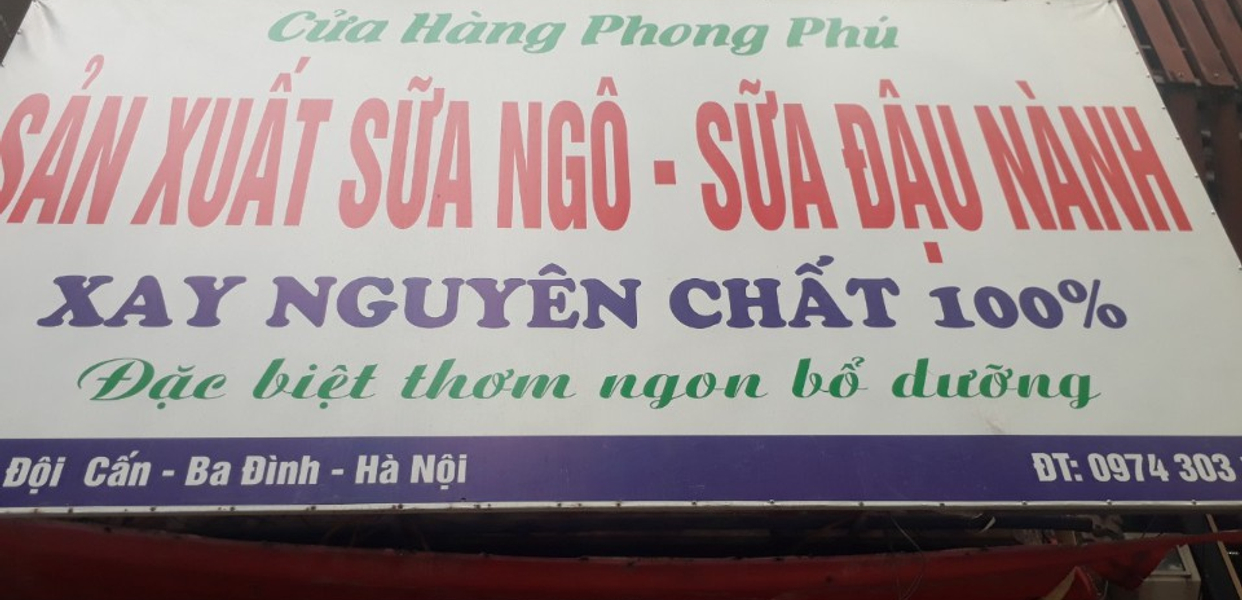 Cửa Hàng Phong Phú
SẢN XUẤT SỮA NGÔ - SỮA ĐẬU NÀNH
XAY NGUYÊN CHẤT 100%
Đặc biệt thơm ngon bổ dưỡng
Đội Cấn - Ba Đình - Hà Nội
ĐT: 0974 303